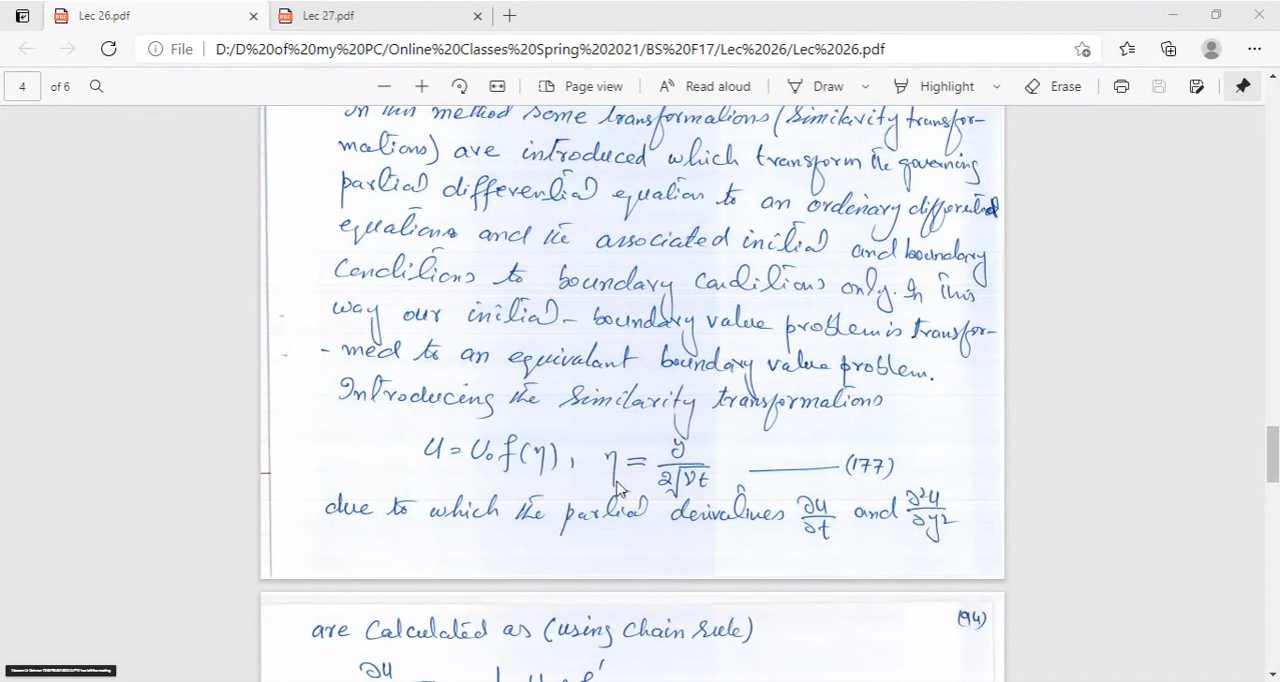 Lec 26.pdf
Lec 27.pdf
File D:/D%20of%20my%20PC/Online%20Classes%20Spring%202021/BS%20F17/Lec%2026/Lec%2026.pdf
4 of 6 Page view Read aloud Draw Highlight Erase
In this method some transformations (Similarity transfor-
mations) are introduced which transform the governing
partial differential equation to an ordinary differential
equations and the associated initial and boundary
Conditions to boundary conditions only. In this
way our initial - boundary value problem is transfor-
- med to an equivalant boundary value problem.
Introducing the Similarity transformations
U = U₀ f(η), η = y / 2√νt ——— (177)
due to which the partial derivatives ∂u/∂t and ∂²u/∂y²
(94)
are Calculated as (using Chain rule)
∂u